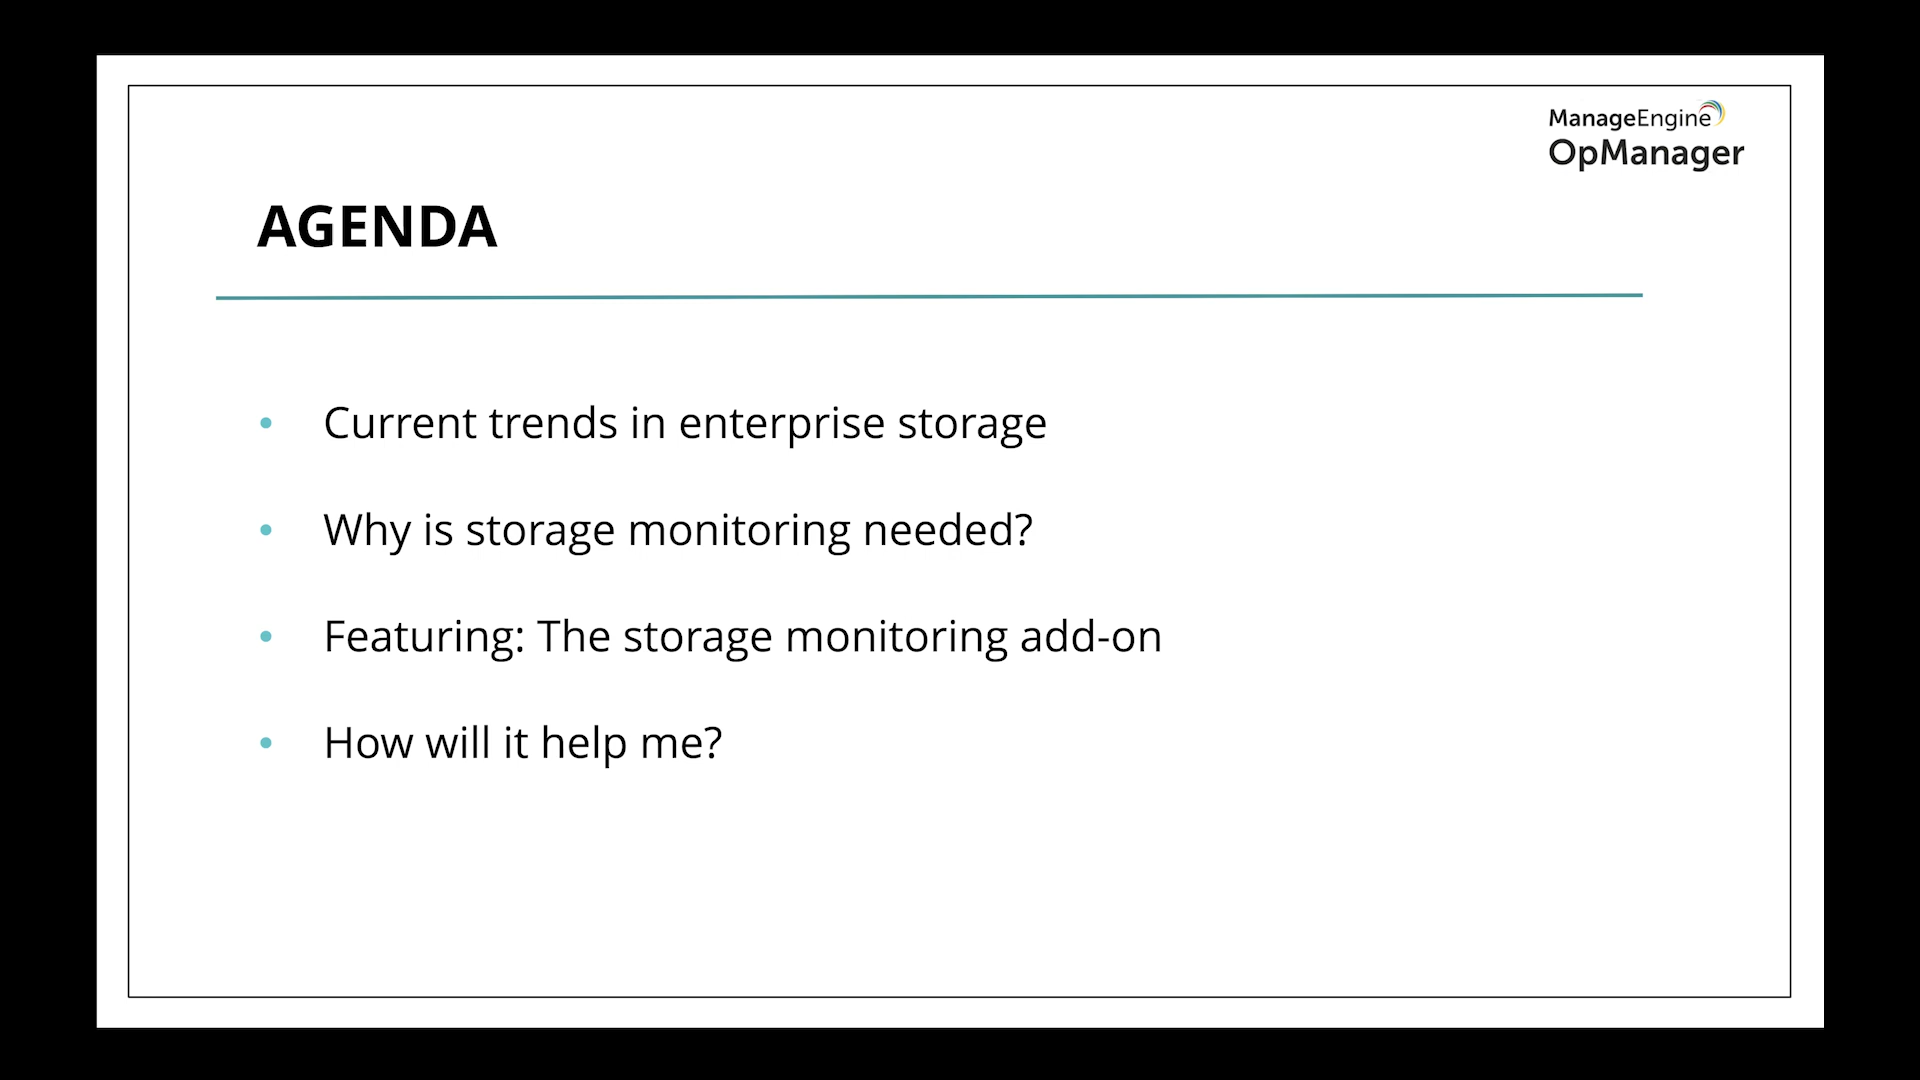 ManageEngine
OpManager
AGENDA
• Current trends in enterprise storage
• Why is storage monitoring needed?
• Featuring: The storage monitoring add-on
• How will it help me?